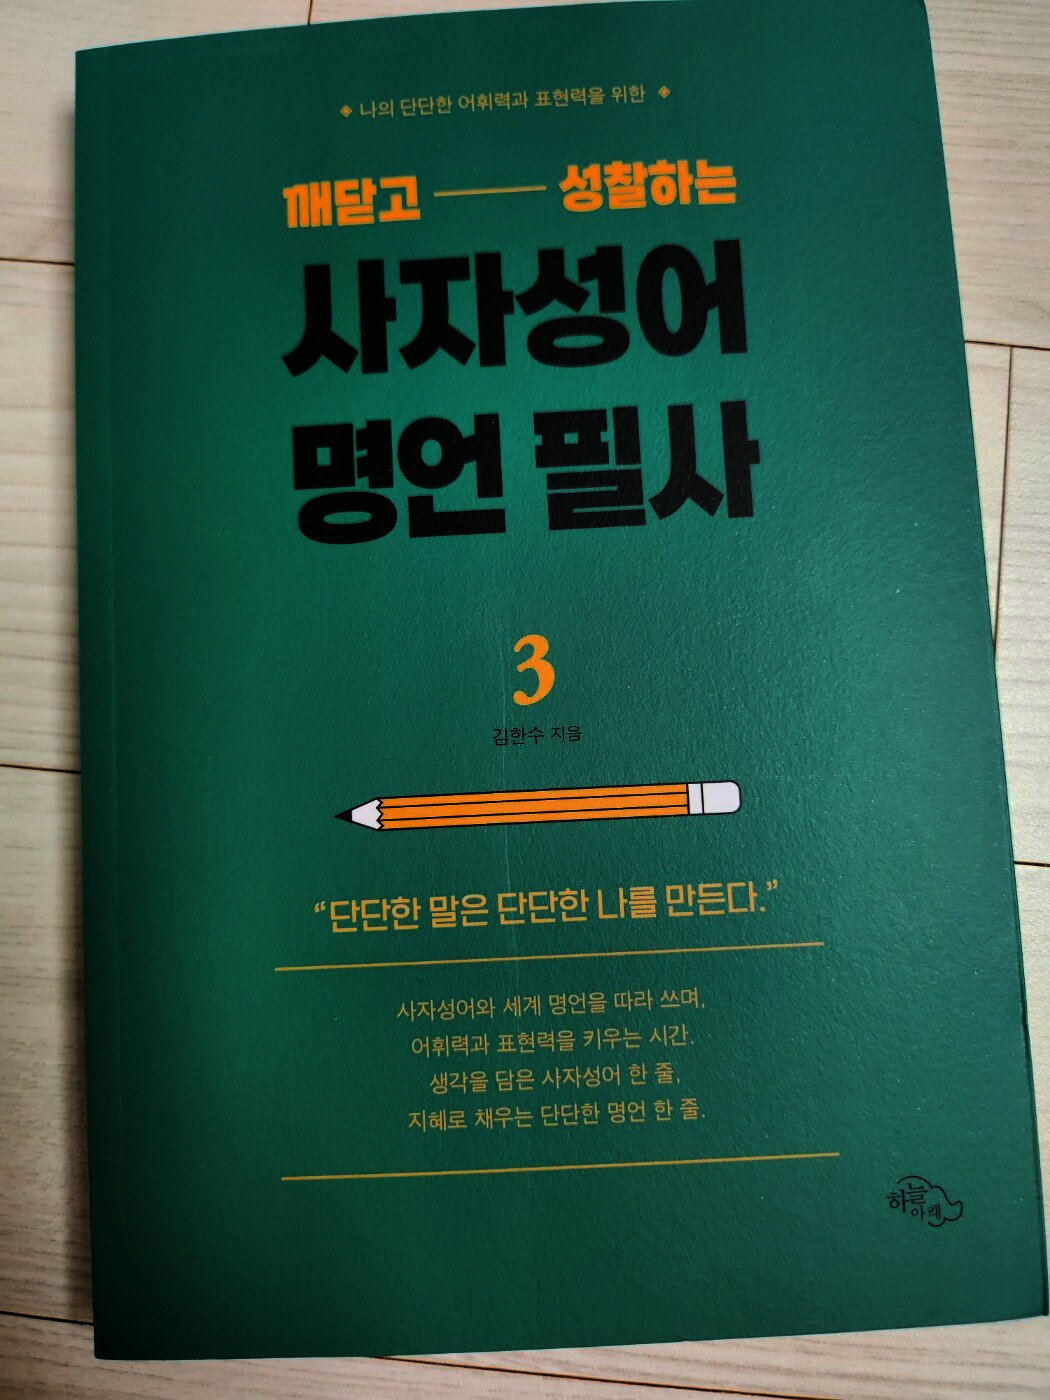 ◈ 나의 단단한 어휘력과 표현력을 위한 ◈
깨닫고 — 성찰하는
사자성어
명언 필사
3
김한수 지음
“단단한 말은 단단한 나를 만든다.”
사자성어와 세계 명언을 따라 쓰며,
어휘력과 표현력을 키우는 시간.
생각을 담은 사자성어 한 줄,
지혜로 채우는 단단한 명언 한 줄.
하늘
아래